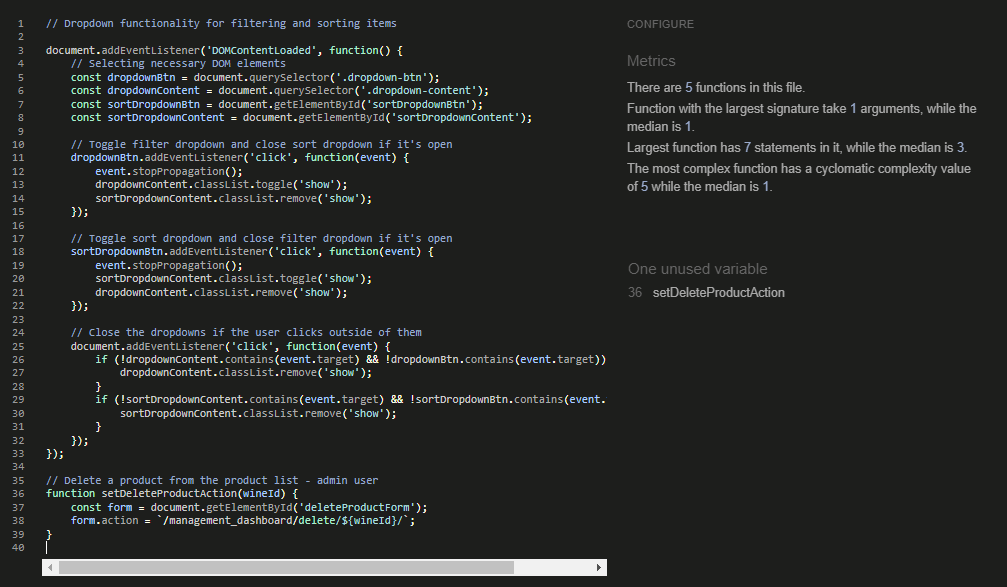 1 // Dropdown functionality for filtering and sorting items
2
3 document.addEventListener('DOMContentLoaded', function() {
4 // Selecting necessary DOM elements
5 const dropdownBtn = document.querySelector('.dropdown-btn');
6 const dropdownContent = document.querySelector('.dropdown-content');
7 const sortDropdownBtn = document.getElementById('sortDropdownBtn');
8 const sortDropdownContent = document.getElementById('sortDropdownContent');
9
10 // Toggle filter dropdown and close sort dropdown if it's open
11 dropdownBtn.addEventListener('click', function(event) {
12 event.stopPropagation();
13 dropdownContent.classList.toggle('show');
14 sortDropdownContent.classList.remove('show');
15 });
16
17 // Toggle sort dropdown and close filter dropdown if it's open
18 sortDropdownBtn.addEventListener('click', function(event) {
19 event.stopPropagation();
20 sortDropdownContent.classList.toggle('show');
21 dropdownContent.classList.remove('show');
22 });
23
24 // Close the dropdowns if the user clicks outside of them
25 document.addEventListener('click', function(event) {
26 if (!dropdownContent.contains(event.target) && !dropdownBtn.contains(event.target))
27 dropdownContent.classList.remove('show');
28 }
29 if (!sortDropdownContent.contains(event.target) && !sortDropdownBtn.contains(event.
30 sortDropdownContent.classList.remove('show');
31 }
32 });
33 });
34
35 // Delete a product from the product list - admin user
36 function setDeleteProductAction(wineId) {
37 const form = document.getElementById('deleteProductForm');
38 form.action = `/management_dashboard/delete/${wineId}/`;
39 }
40
CONFIGURE
Metrics
There are 5 functions in this file.
Function with the largest signature take 1 arguments, while the
median is 1.
Largest function has 7 statements in it, while the median is 3.
The most complex function has a cyclomatic complexity value
of 5 while the median is 1.
One unused variable
36 setDeleteProductAction